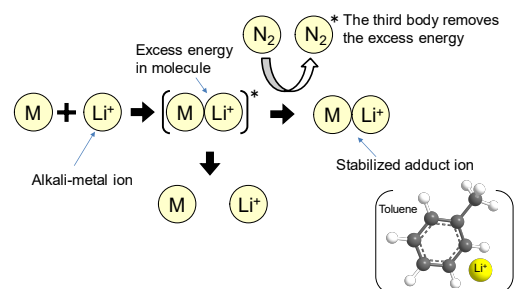 N₂ N₂ * The third body removes
the excess energy
Excess energy
in molecule
M + Li⁺ [M Li⁺]* M Li⁺
Alkali-metal ion
Stabilized adduct ion
M Li⁺
Toluene
Li⁺